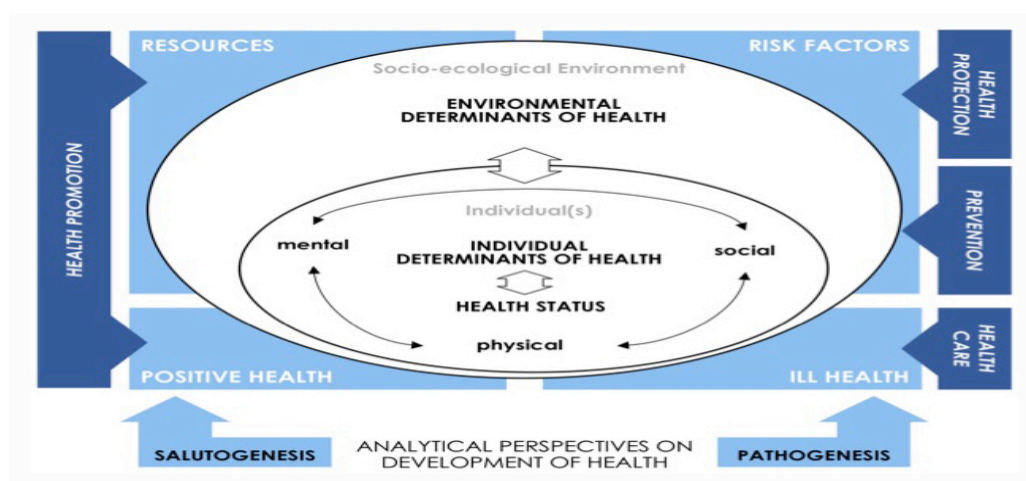 RESOURCES
RISK FACTORS
HEALTH PROMOTION
HEALTH
PROTECTION
Socio-ecological Environment
ENVIRONMENTAL
DETERMINANTS OF HEALTH
Individual(s)
mental
social
INDIVIDUAL
DETERMINANTS OF HEALTH
PREVENTION
HEALTH STATUS
physical
HEALTH
CARE
POSITIVE HEALTH
ILL HEALTH
SALUTOGENESIS
ANALYTICAL PERSPECTIVES ON
DEVELOPMENT OF HEALTH
PATHOGENESIS